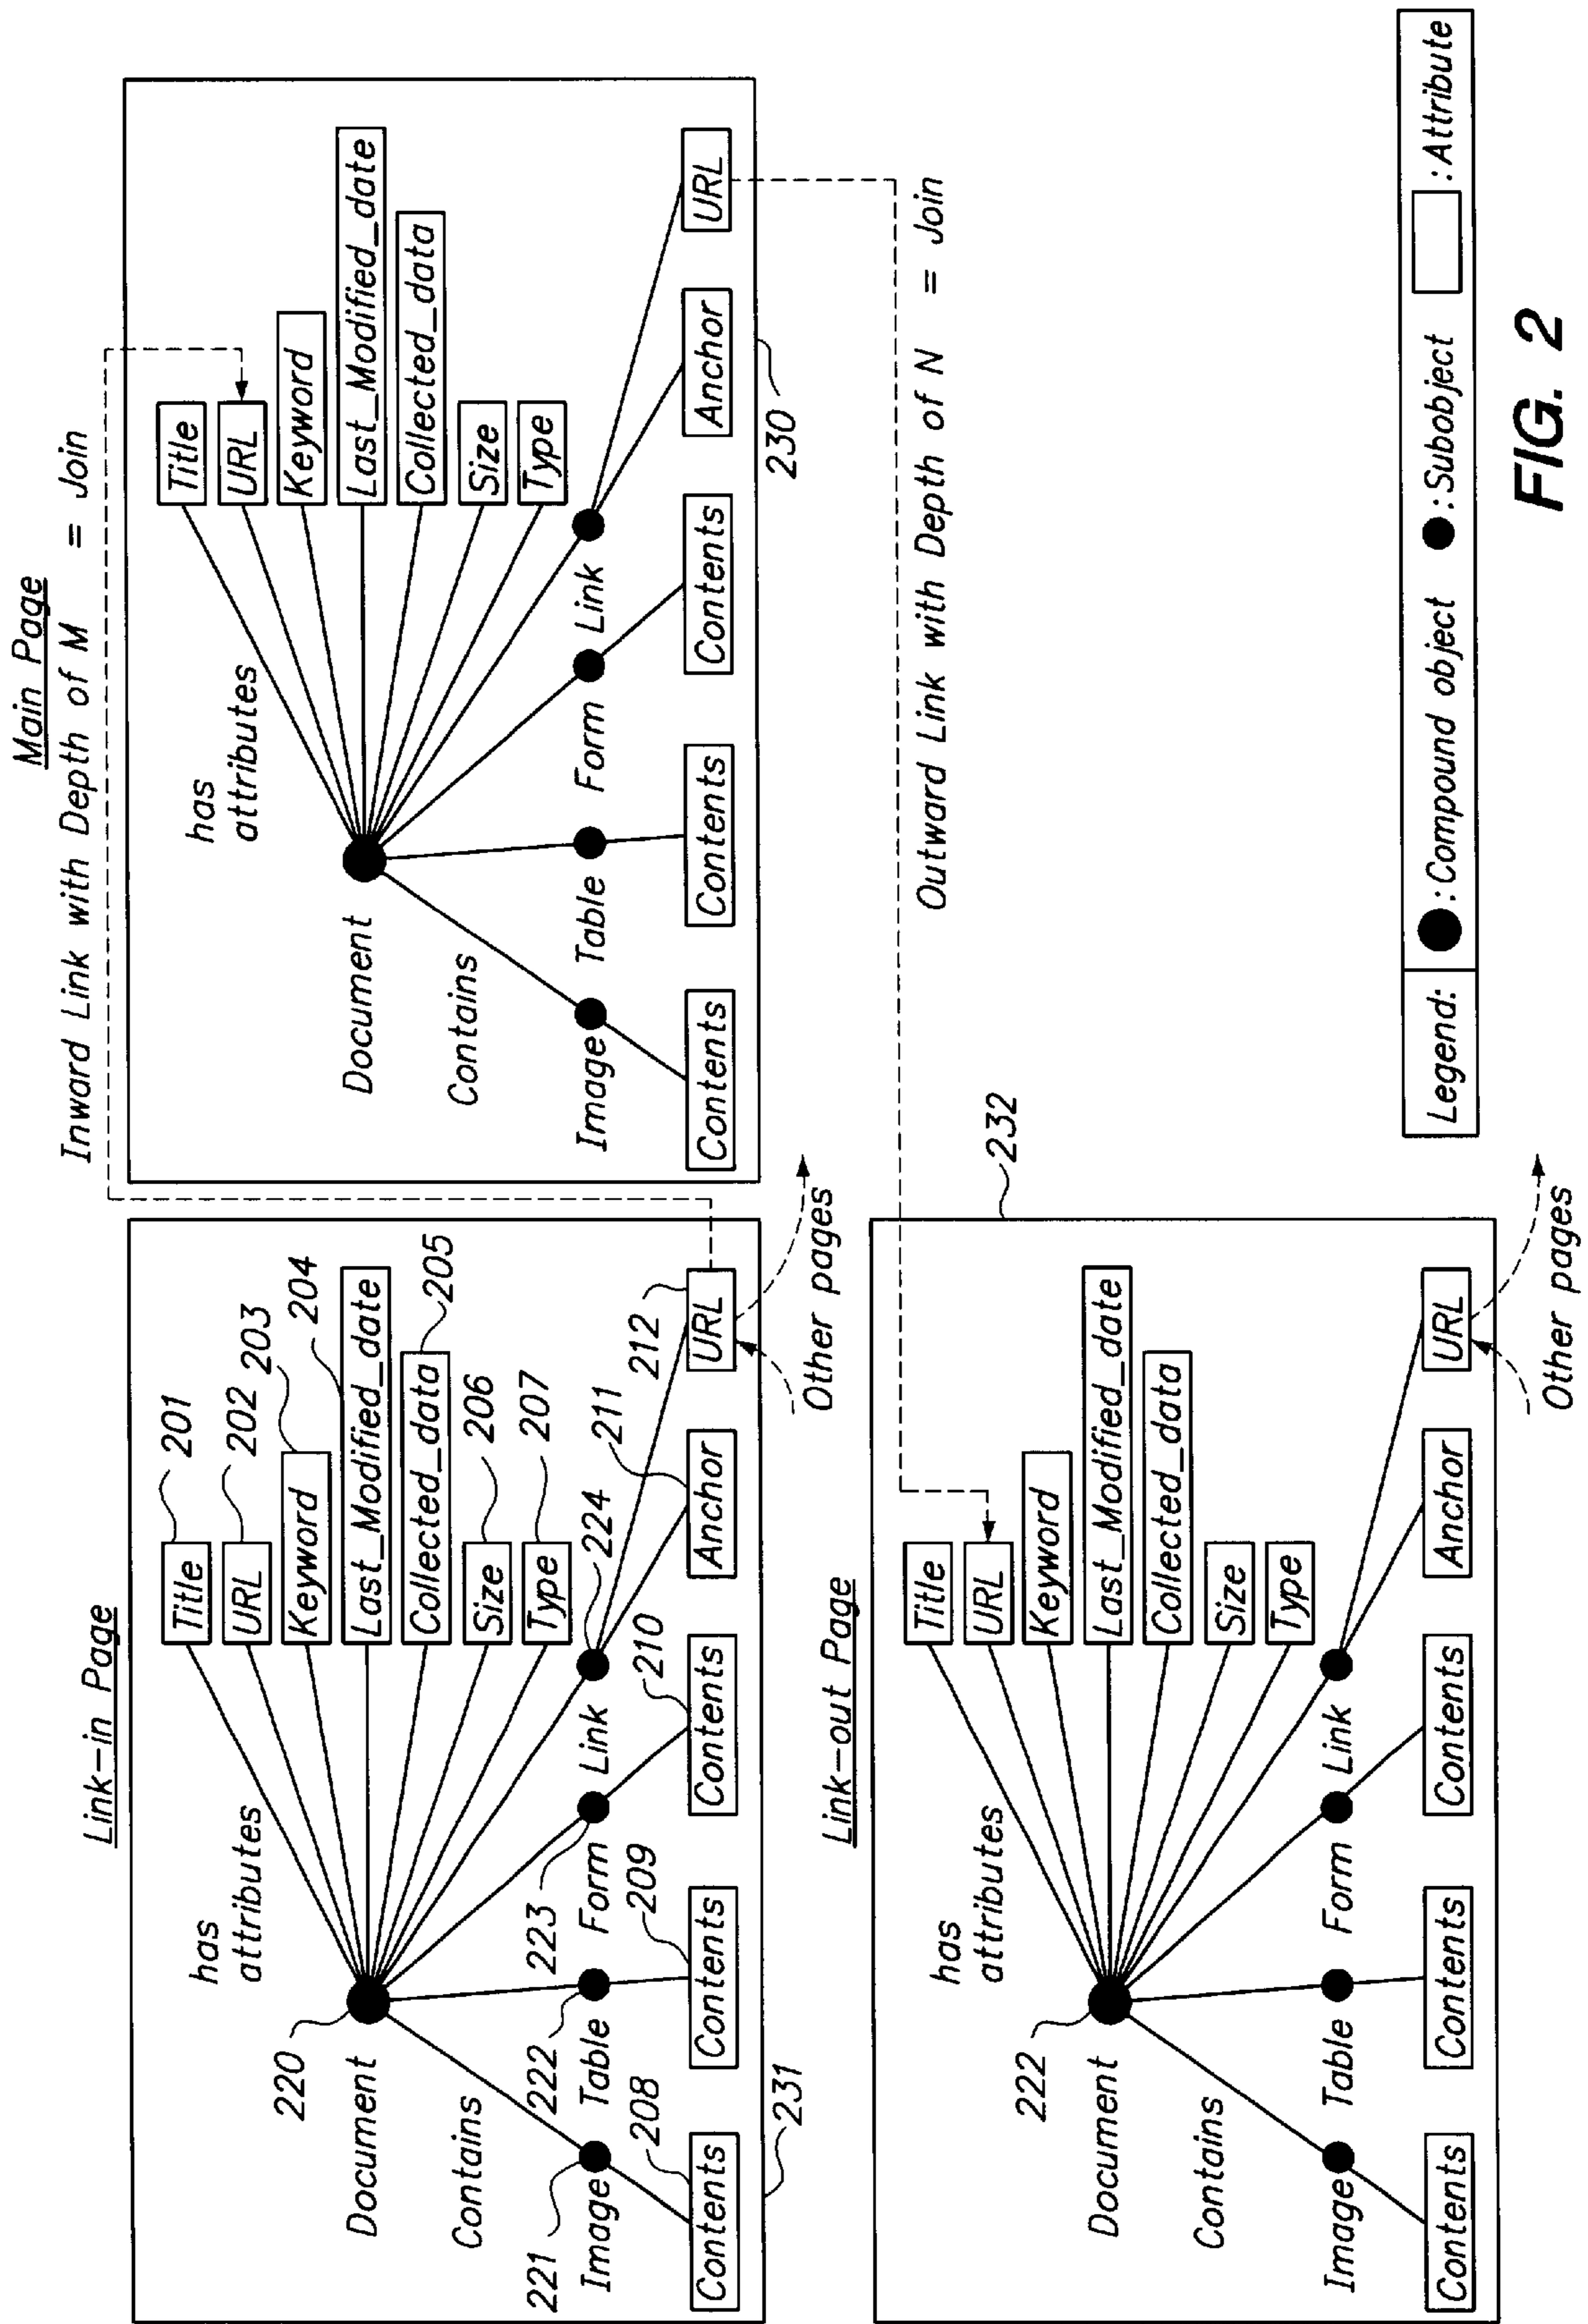 Link-in Page
has
attributes
Title
201
URL
202
Keyword
203
Last_Modified_date
204
Collected_data
205
Size
206
Type
207
220
Document
Contains
221
Image
222
Table
223
Form
Link
224
208
Contents
209
Contents
210
Contents
211
Anchor
212
URL
231
Other pages
Main Page
Inward Link with Depth of M = Join
has
attributes
Title
URL
Keyword
Last_Modified_date
Collected_data
Size
Type
Document
Contains
Image
Table
Form
Link
Contents
Contents
Contents
Anchor
URL
230
Outward Link with Depth of N = Join
Link-out Page
232
has
attributes
Title
URL
Keyword
Last_Modified_date
Collected_data
Size
Type
222
Document
Contains
Image
Table
Form
Link
Contents
Contents
Contents
Anchor
URL
Other pages
Legend: :Compound object :Subobject :Attribute
FIG. 2